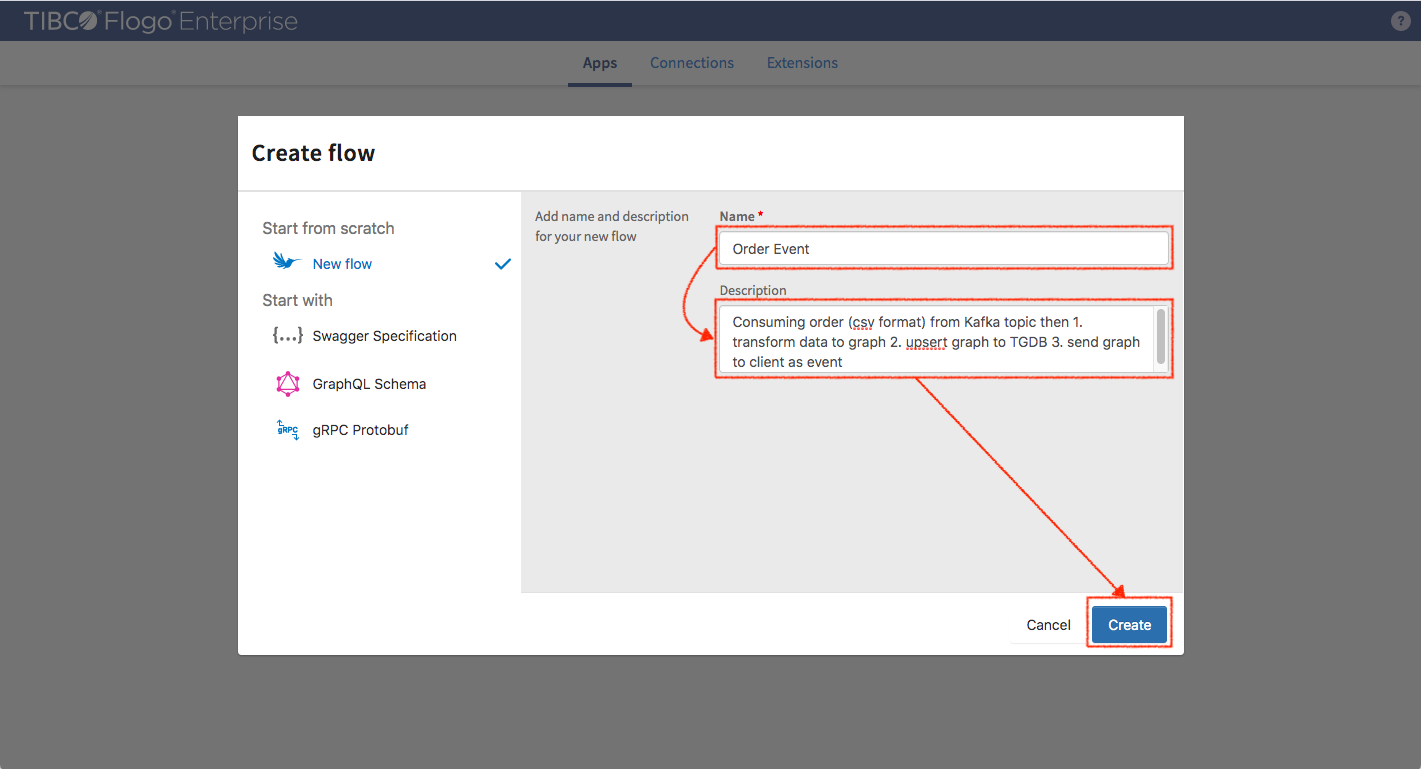 TIBCO® Flogo® Enterprise
?
Apps
Connections
Extensions
Create flow
Start from scratch
New flow
Start with
{...} Swagger Specification
GraphQL Schema
gRPC gRPC Protobuf
Add name and description
for your new flow
Name *
Order Event
Description
Consuming order (csv format) from Kafka topic then 1.
transform data to graph 2. upsert graph to TGDB 3. send graph
to client as event
Cancel
Create